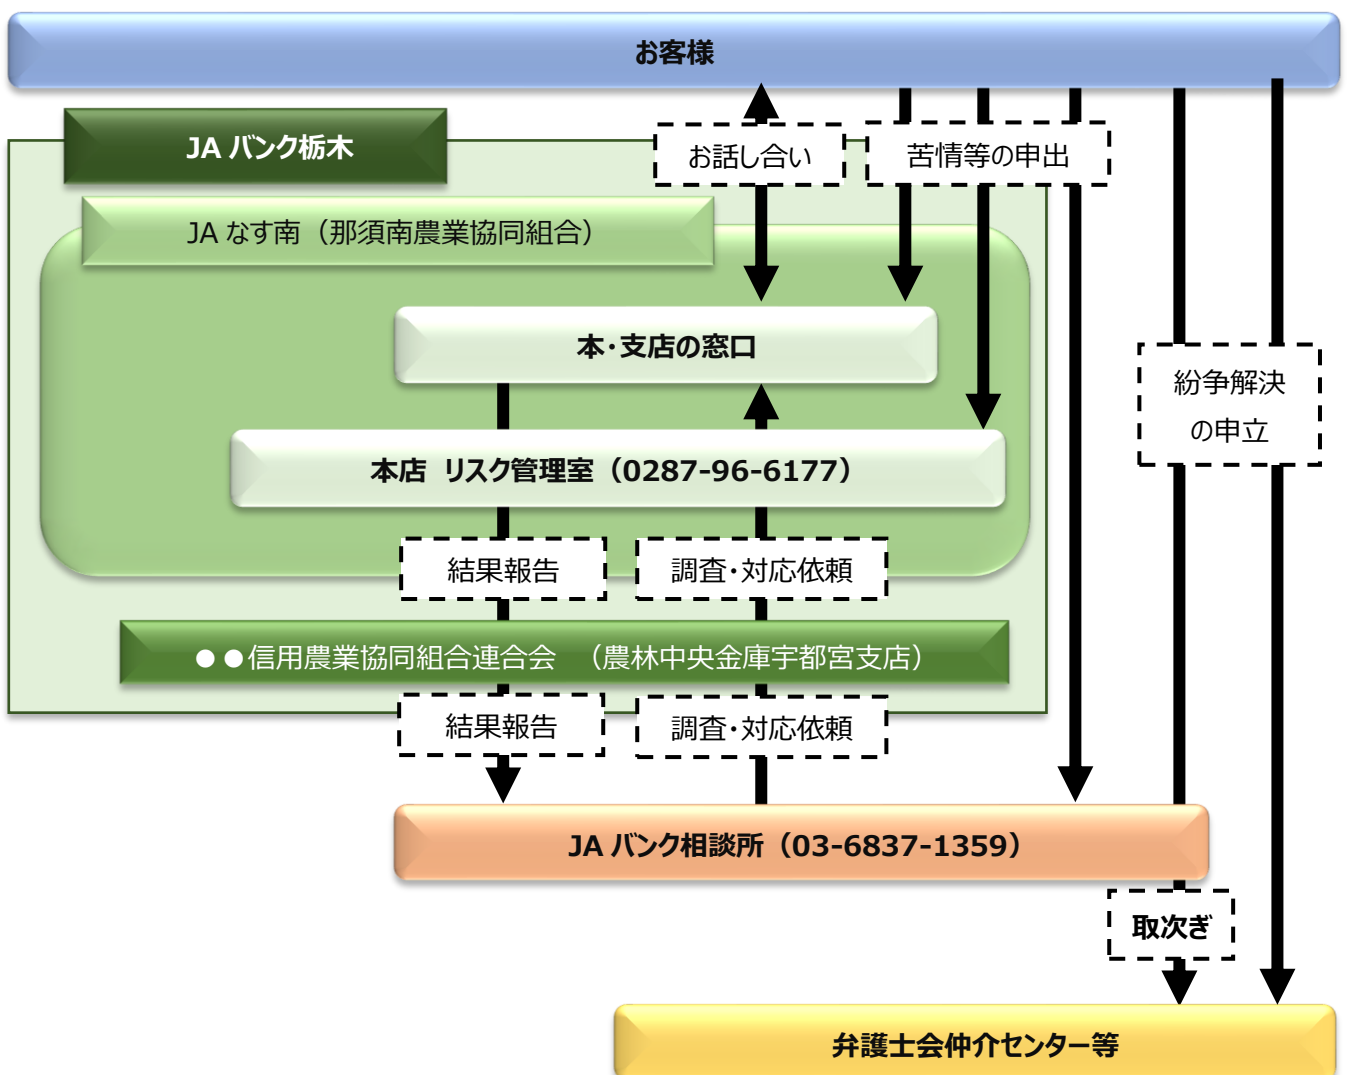 お客様
JA バンク栃木
お話し合い
苦情等の申出
JA なす南（那須南農業協同組合）
本・支店の窓口
紛争解決
の申立
本店 リスク管理室（0287-96-6177）
結果報告
調査・対応依頼
●●信用農業協同組合連合会 （農林中央金庫宇都宮支店）
結果報告
調査・対応依頼
JA バンク相談所（03-6837-1359）
取次ぎ
弁護士会仲介センター等